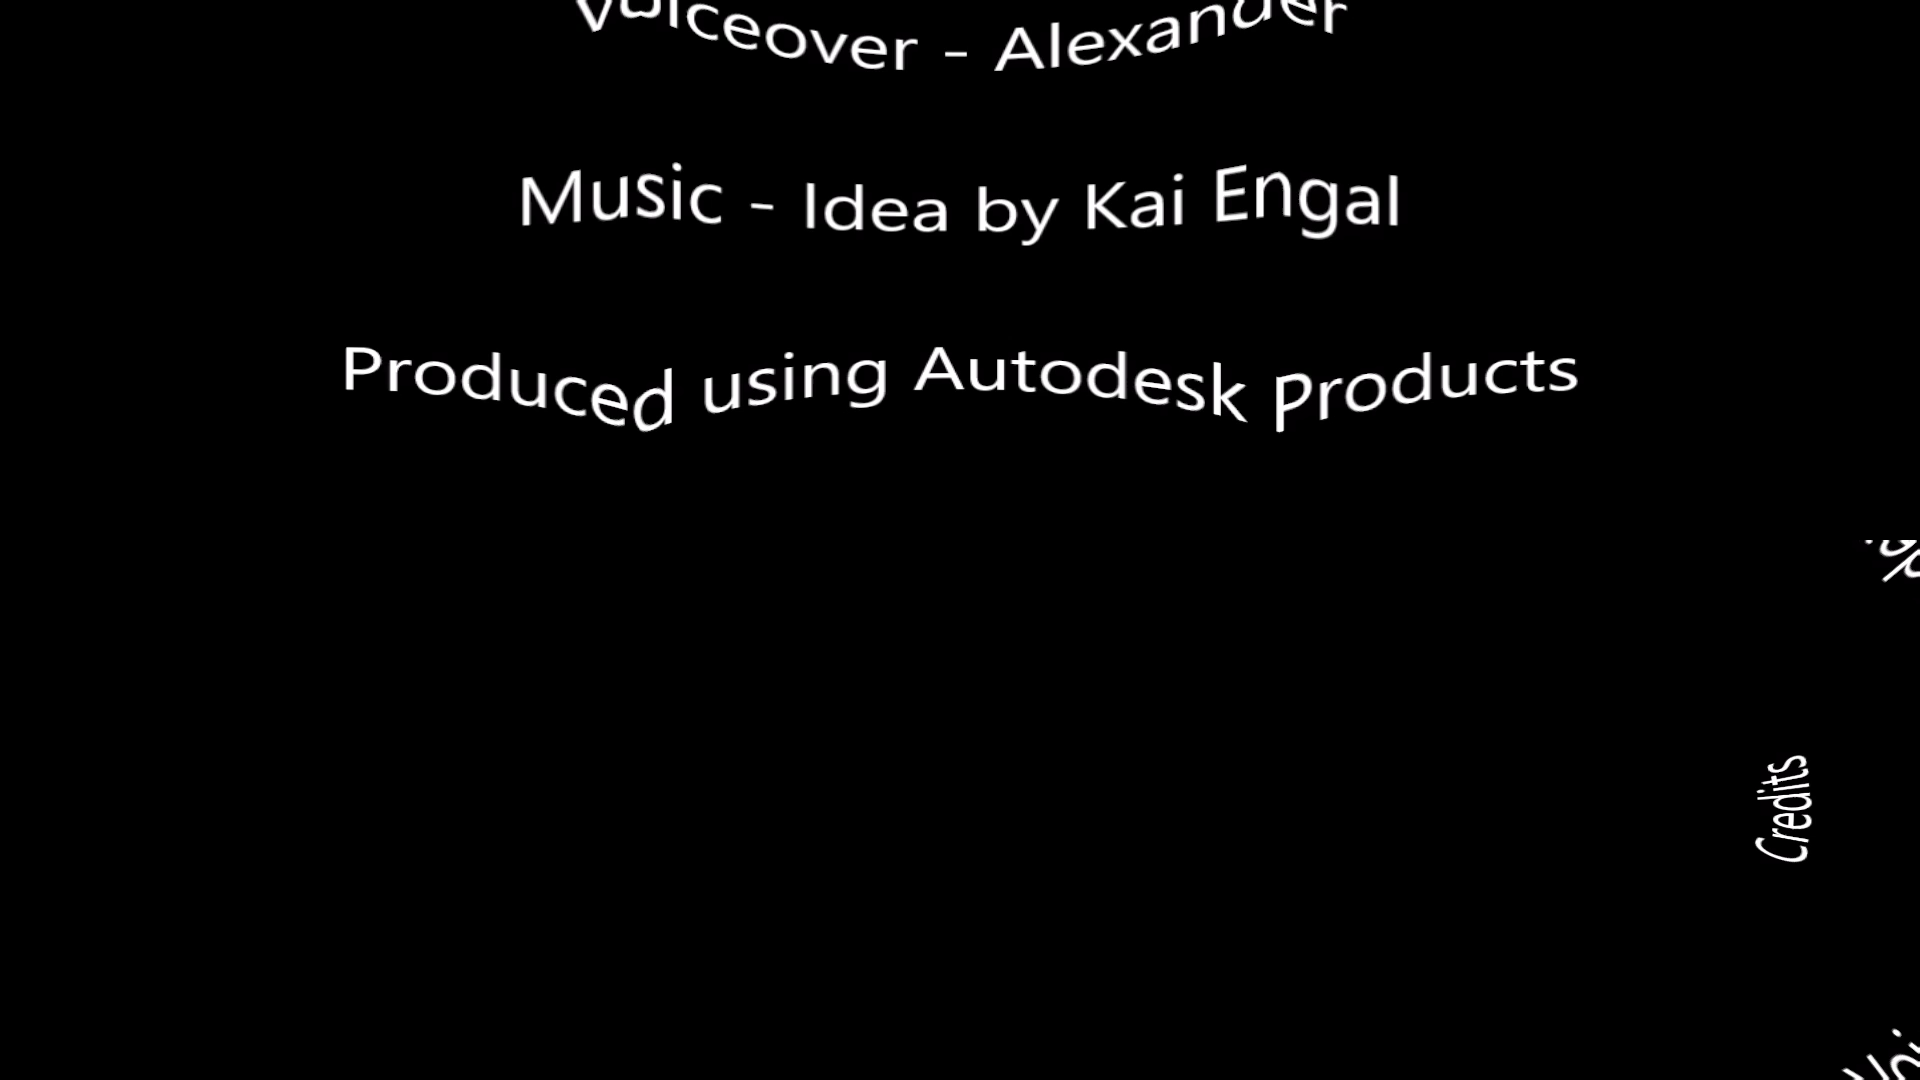 Voiceover - Alexander
Music - Idea by Kai Engal
Produced using Autodesk Products
Credits